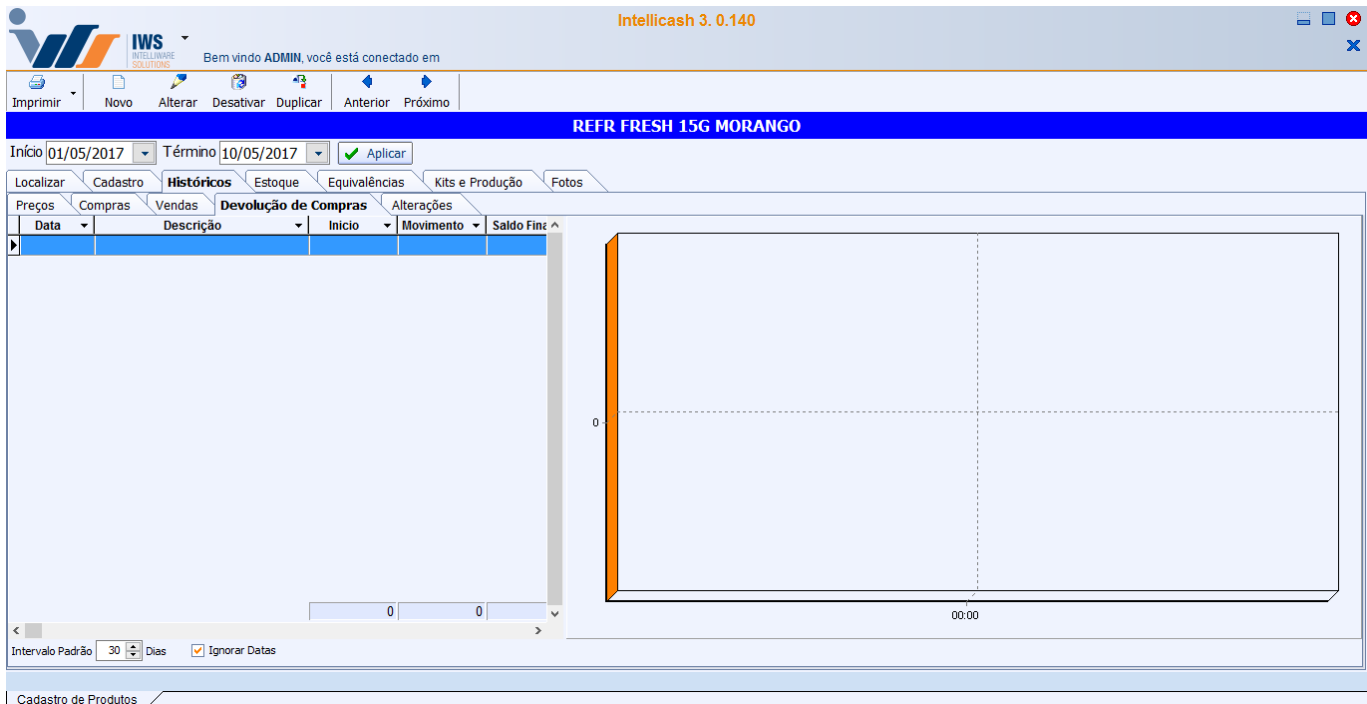 Intellicash 3. 0.140
IWS
INTELLIWARE
SOLUTIONS
Bem vindo ADMIN, você está conectado em
Imprimir Novo Alterar Desativar Duplicar Anterior Próximo
REFR FRESH 15G MORANGO
Início 01/05/2017 Término 10/05/2017 Aplicar
Localizar Cadastro Históricos Estoque Equivalências Kits e Produção Fotos
Preços Compras Vendas Devolução de Compras Alterações
Data Descrição Inicio Movimento Saldo Fina
0
0 0
00:00
Intervalo Padrão 30 Dias Ignorar Datas
Cadastro de Produtos